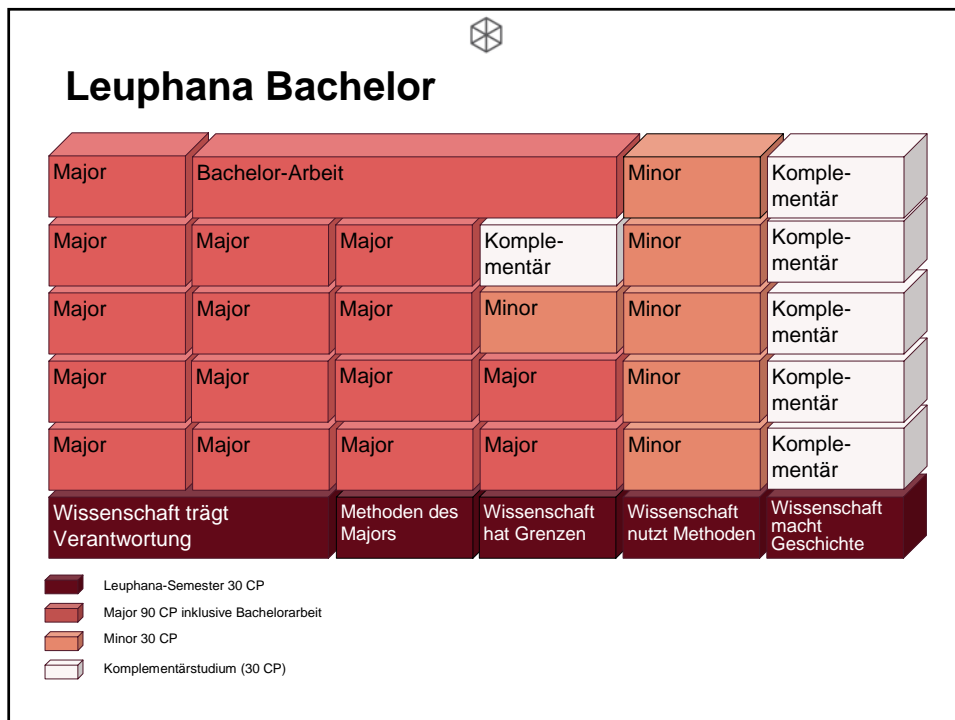 Leuphana Bachelor
Major
Bachelor-Arbeit
Minor
Komple-
mentär
Major
Major
Major
Komple-
mentär
Minor
Komple-
mentär
Major
Major
Major
Minor
Minor
Komple-
mentär
Major
Major
Major
Major
Minor
Komple-
mentär
Major
Major
Major
Major
Minor
Komple-
mentär
Wissenschaft trägt
Verantwortung
Methoden des
Majors
Wissenschaft
hat Grenzen
Wissenschaft
nutzt Methoden
Wissenschaft
macht
Geschichte
Leuphana-Semester 30 CP
Major 90 CP inklusive Bachelorarbeit
Minor 30 CP
Komplementärstudium (30 CP)